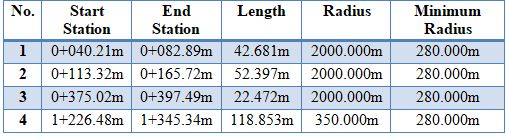 No. Start Station End Station Length Radius Minimum Radius
1 0+040.21m 0+082.89m 42.681m 2000.000m 280.000m
2 0+113.32m 0+165.72m 52.397m 2000.000m 280.000m
3 0+375.02m 0+397.49m 22.472m 2000.000m 280.000m
4 1+226.48m 1+345.34m 118.853m 350.000m 280.000m